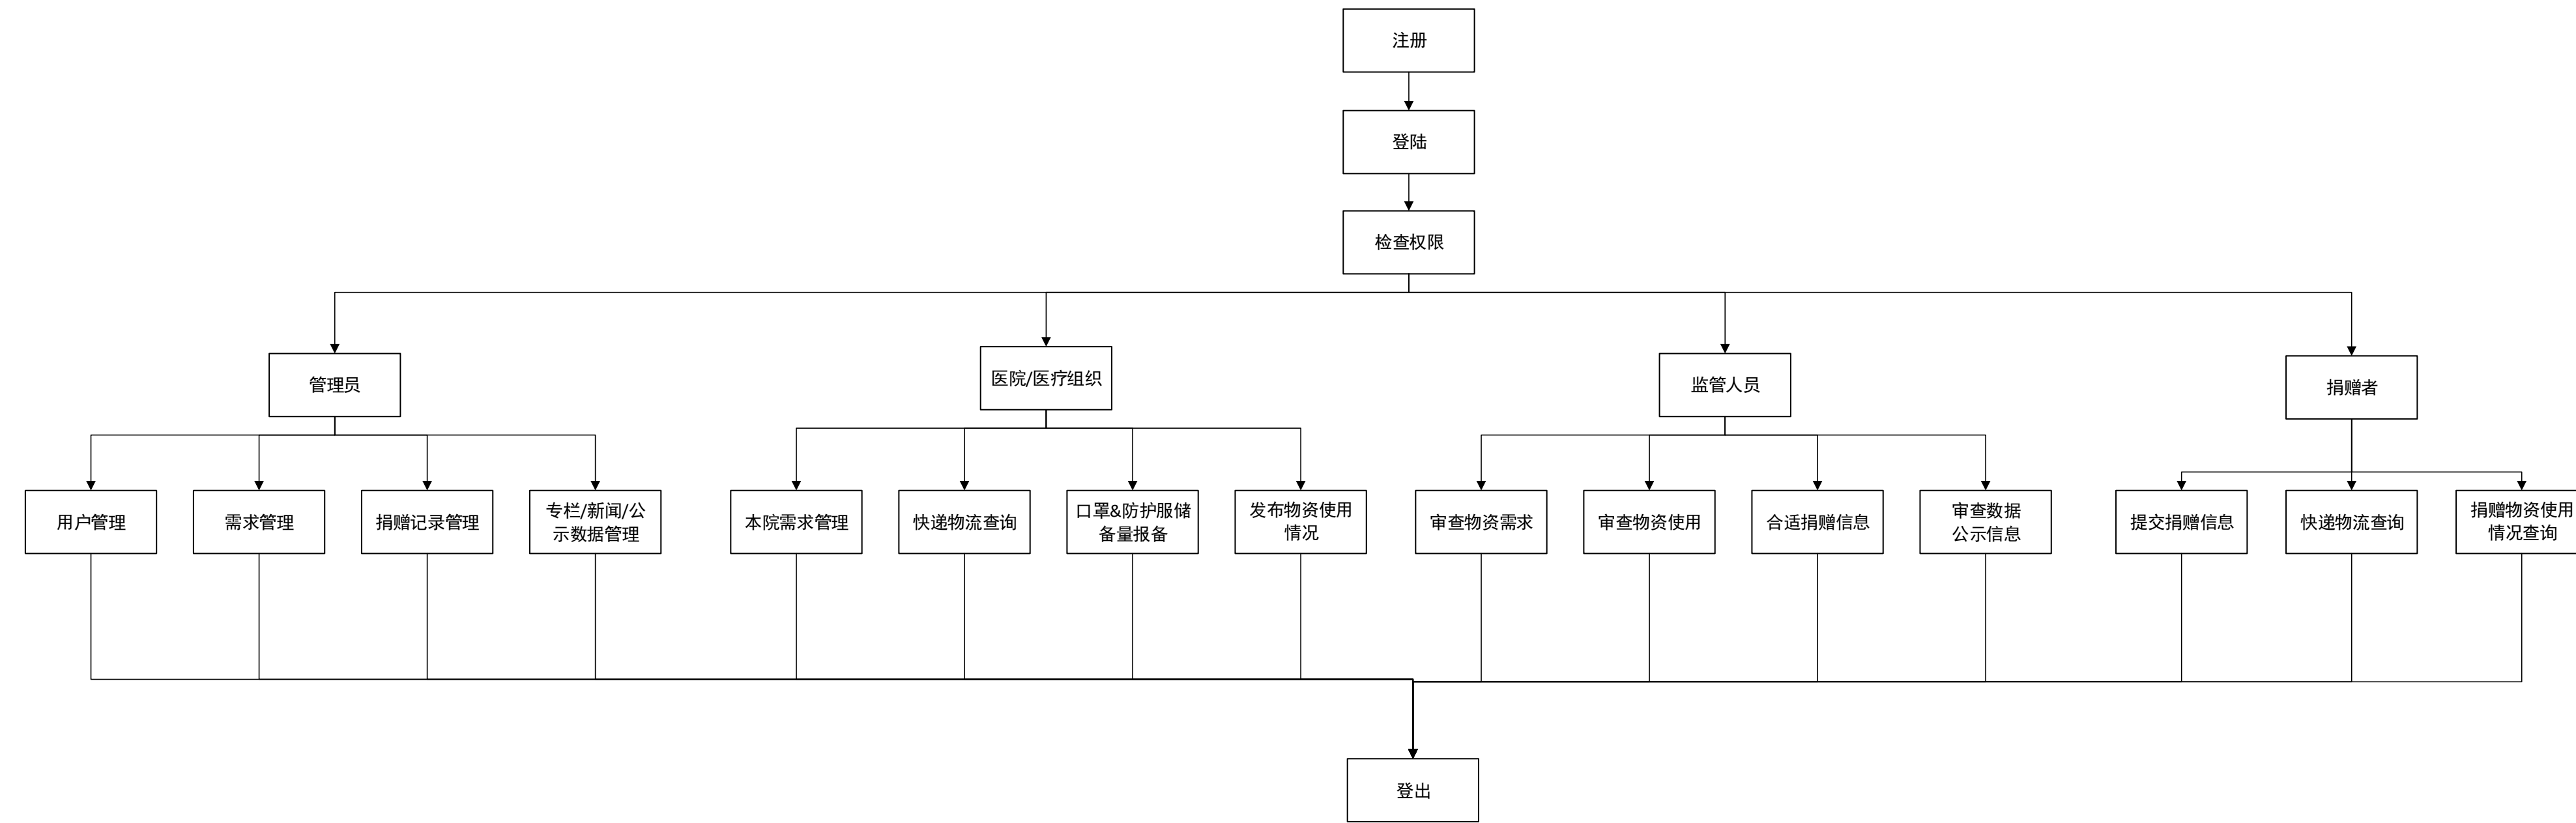 注册
登陆
检查权限
管理员
医院/医疗组织
监管人员
捐赠者
用户管理
需求管理
捐赠记录管理
专栏/新闻/公
示数据管理
本院需求管理
快递物流查询
口罩&防护服储
备量报备
发布物资使用
情况
审查物资需求
审查物资使用
合适捐赠信息
审查数据
公示信息
提交捐赠信息
快递物流查询
捐赠物资使用
情况查询
登出